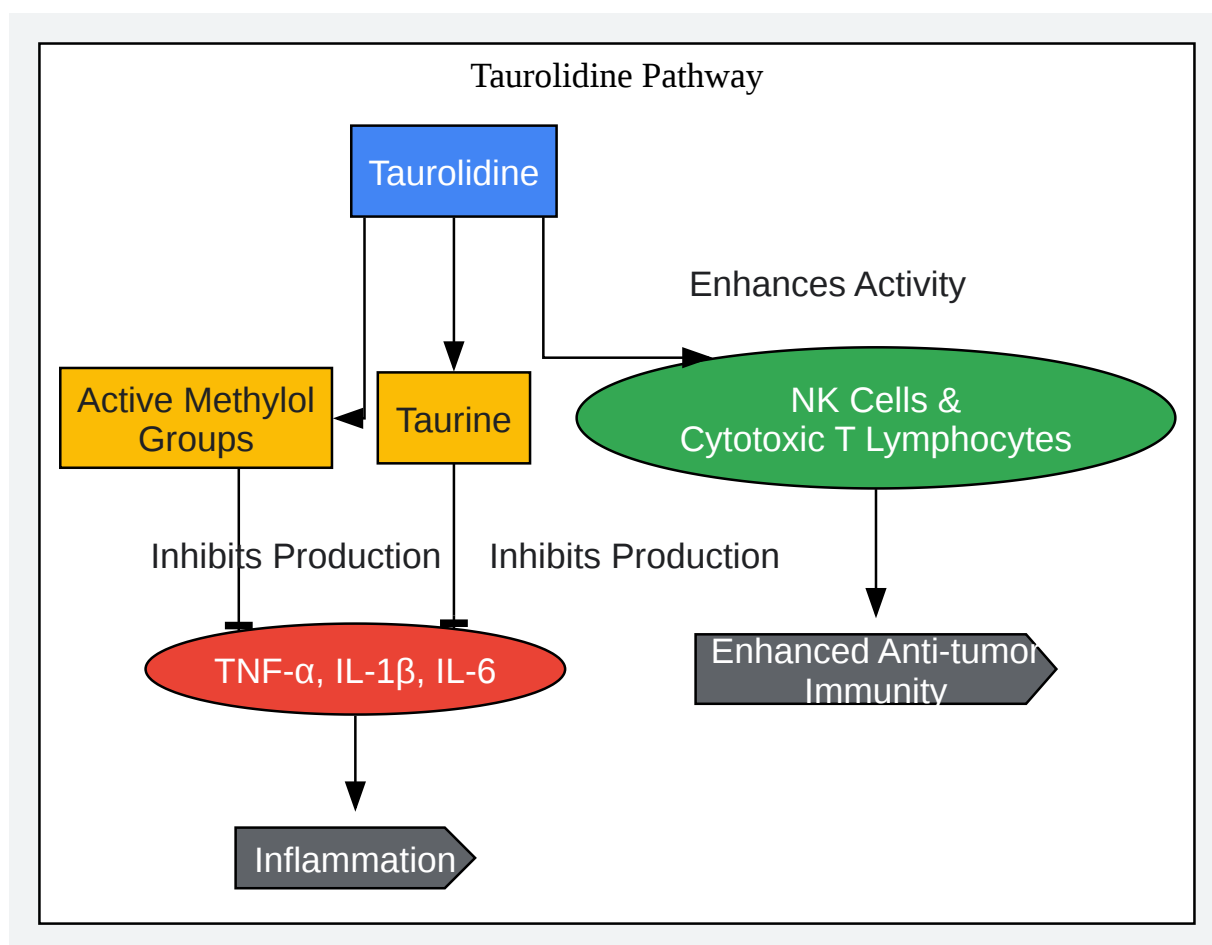 Taurolidine Pathway
Taurolidine
Enhances Activity
Active Methylol
Groups
Taurine
NK Cells &
Cytotoxic T Lymphocytes
Inhibits Production
Inhibits Production
TNF-α, IL-1β, IL-6
Enhanced Anti-tumor
Immunity
Inflammation